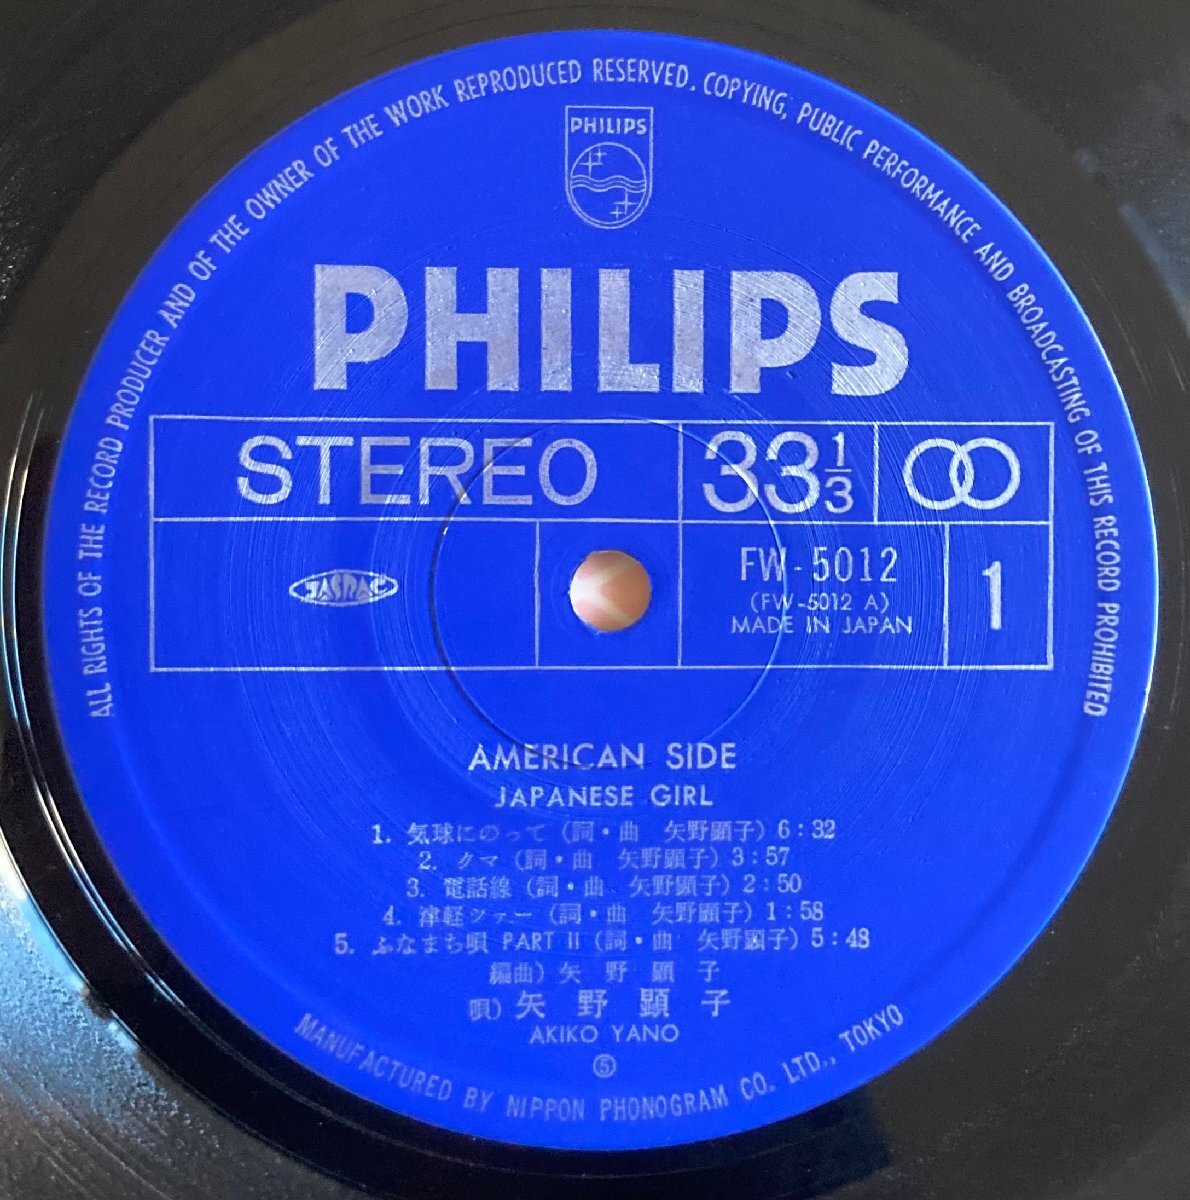 ALL RIGHTS OF THE RECORD PRODUCER AND OF THE OWNER OF THE WORK REPRODUCED RESERVED. COPYING, PUBLIC PERFORMANCE AND BROADCASTING OF THIS RECORD PROHIBITED
PHILIPS
PHILIPS
STEREO 33 1/3
JASRAC
FW-5012
(FW-5012 A)
MADE IN JAPAN
1
AMERICAN SIDE
JAPANESE GIRL
1. 気球にのって (詞・曲 矢野顕子) 6:32
2. クマ (詞・曲 矢野顕子) 3:57
3. 電話線 (詞・曲 矢野顕子) 2:50
4. 津軽ツァー (詞・曲 矢野顕子) 1:58
5. ふなまち唄 PART II (詞・曲 矢野顕子) 5:48
編曲) 矢野顕子
唄) 矢野顕子
AKIKO YANO
⑤
MANUFACTURED BY NIPPON PHONOGRAM CO. LTD., TOKYO